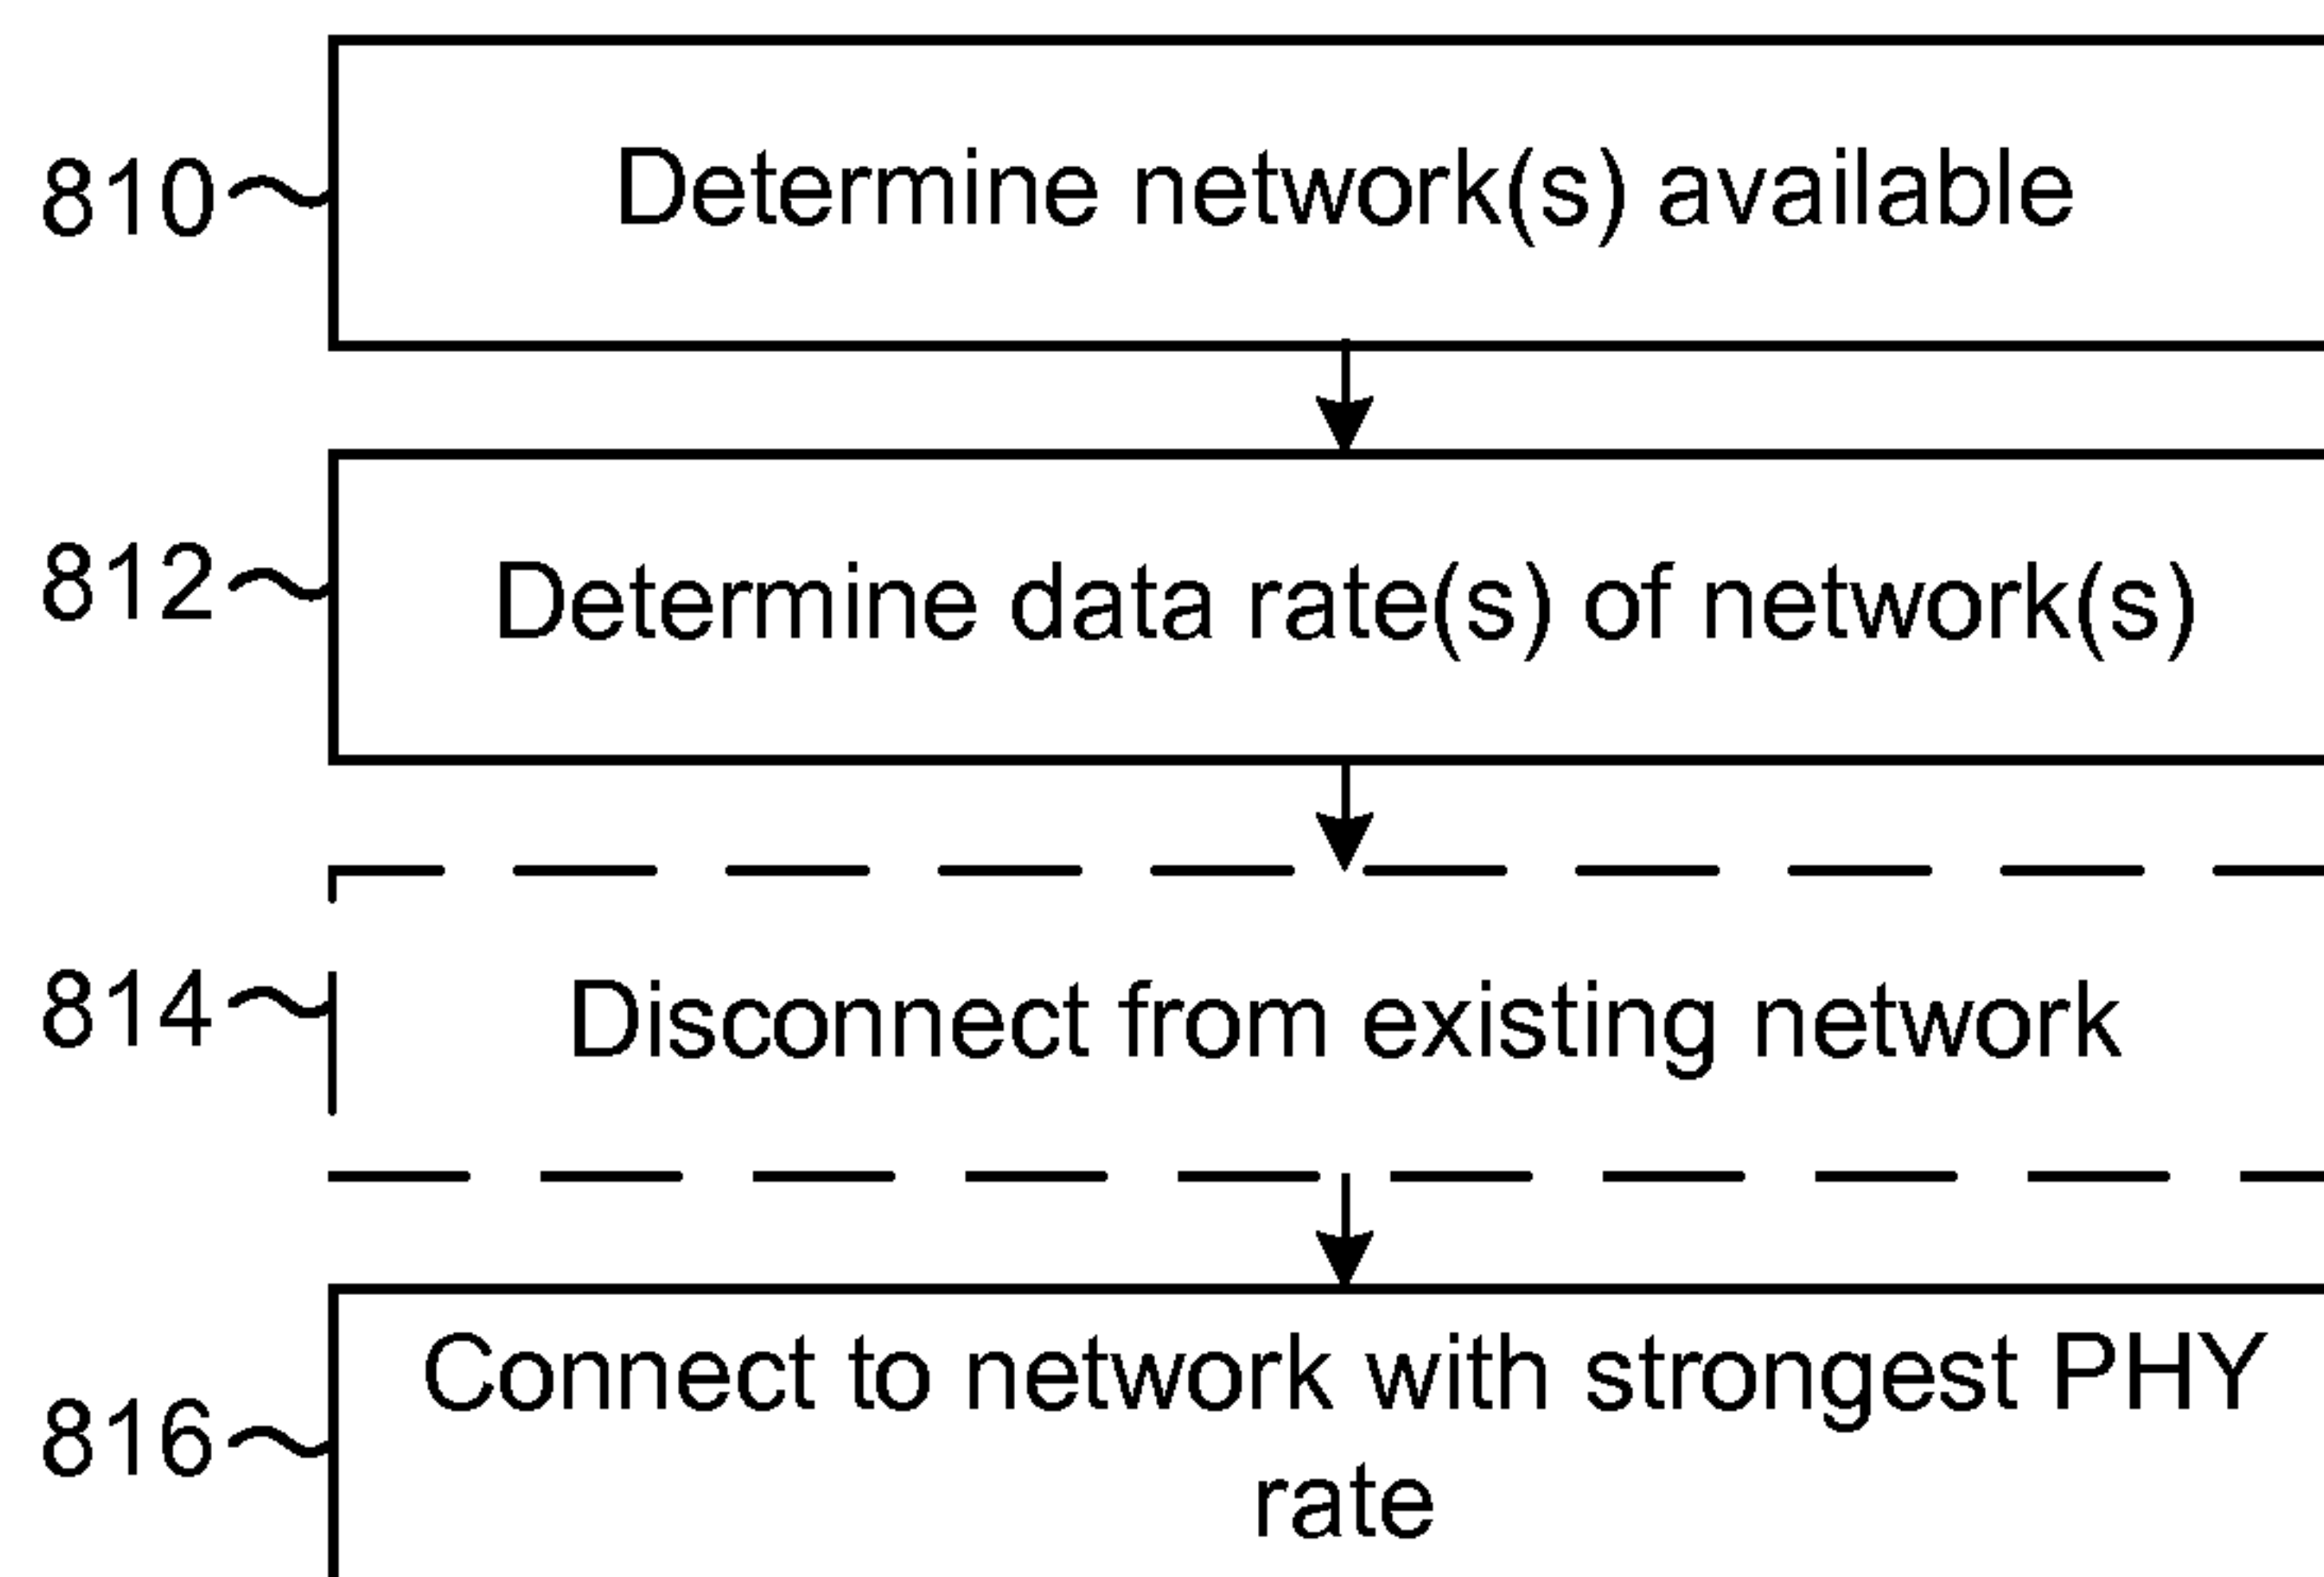 810 Determine network(s) available
812 Determine data rate(s) of network(s)
814 Disconnect from existing network
816 Connect to network with strongest PHY
rate